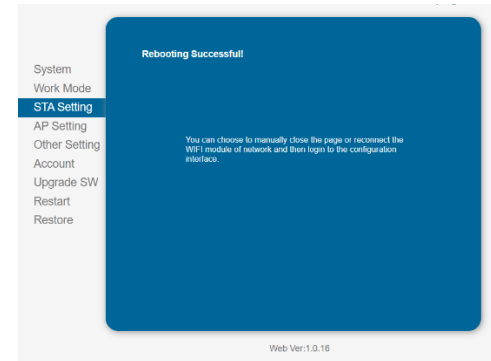 Rebooting Successful!
System
Work Mode
STA Setting
AP Setting
Other Setting
Account
Upgrade SW
Restart
Restore
You can choose to manually close the page or reconnect the
WIFI module of network and then login to the configuration
interface.
Web Ver:1.0.16